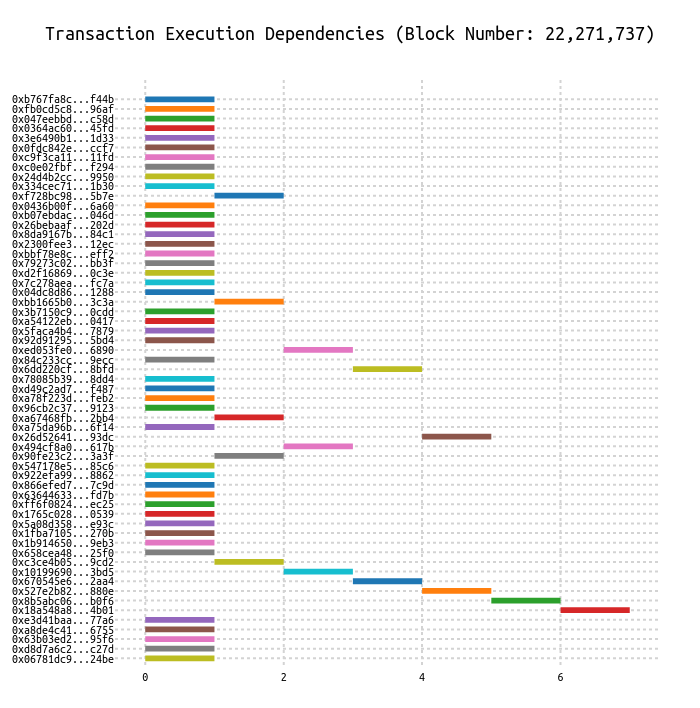 Transaction Execution Dependencies (Block Number: 22,271,737)
0xb767fa8c...f44b
0xfb0cd5c8...96af
0x047eebbd...c58d
0x0364ac60...45fd
0x3e6490b1...1d33
0x0fdc842e...ccf7
0xc9f3ca11...11fd
0xc0e02fbf...f294
0x24d4b2cc...9950
0x334cec71...1b30
0xf728bc98...5b7e
0x0436b00f...6a60
0xb07ebdac...046d
0x26bebaaf...202d
0x8da9167b...84c1
0x2300fee3...12ec
0xbbf78e8c...eff2
0x79273c02...bb3f
0xd2f16869...0c3e
0x7c278aea...fc7a
0x04dc8d86...1288
0xbb1665b0...3c3a
0x3b7150c9...0cdd
0xa54122eb...0417
0x5faca4b4...7879
0x92d91295...5bd4
0xed053fe0...6890
0x84c233cc...9ecc
0x6dd220cf...8bfd
0x78085b39...8dd4
0xd49c2ad7...f487
0xa78f223d...feb2
0x96cb2c37...9123
0xa67468fb...2bb4
0xa75da96b...6f14
0x26d52641...93dc
0x494cf8a0...617b
0x90fe23c2...3a3f
0x547178e5...85c6
0x922efa99...8862
0x866efed7...7c9d
0x63644633...fd7b
0xff6f0824...ec25
0x1765c028...0539
0x5a08d358...e93c
0x1fba7105...270b
0x1b914650...9eb3
0x658cea48...25f0
0xc3ce4b05...9cd2
0x10199690...3bd5
0x670545e6...2aa4
0x527e2b82...880e
0x8b5abc06...b0f6
0x18a548a8...4b01
0xe3d41baa...77a6
0xa8de4c41...6755
0x63b03ed2...95f6
0xd8d7a6c2...c27d
0x06781dc9...24be
0 2 4 6